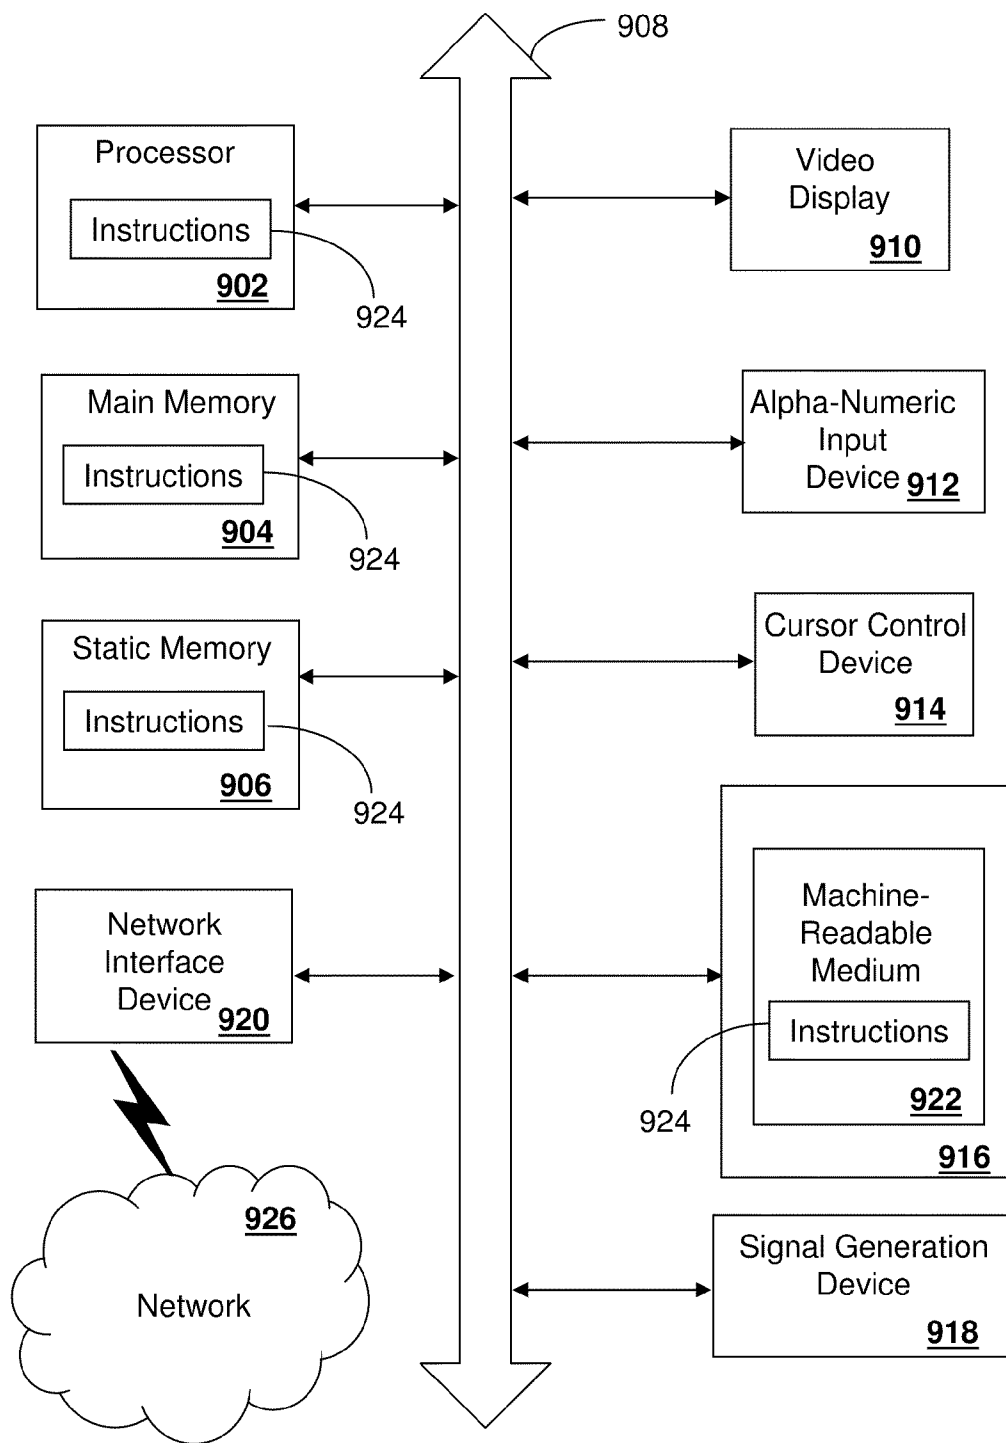 908
Processor
Instructions
902
924
Main Memory
Instructions
904
924
Static Memory
Instructions
906
924
Network
Interface
Device
920
926
Network
Video
Display
910
Alpha-Numeric
Input
Device
912
Cursor Control
Device
914
Machine-
Readable
Medium
Instructions
924
922
916
Signal Generation
Device
918